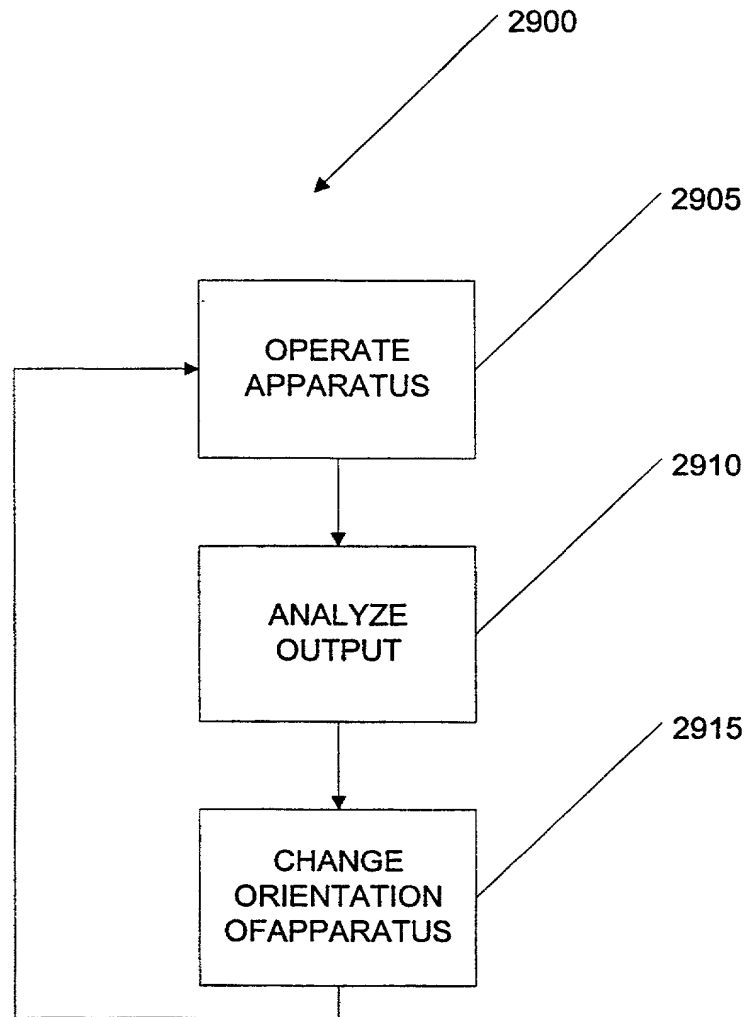 2900
2905
OPERATE
APPARATUS
2910
ANALYZE
OUTPUT
2915
CHANGE
ORIENTATION
OFAPPARATUS